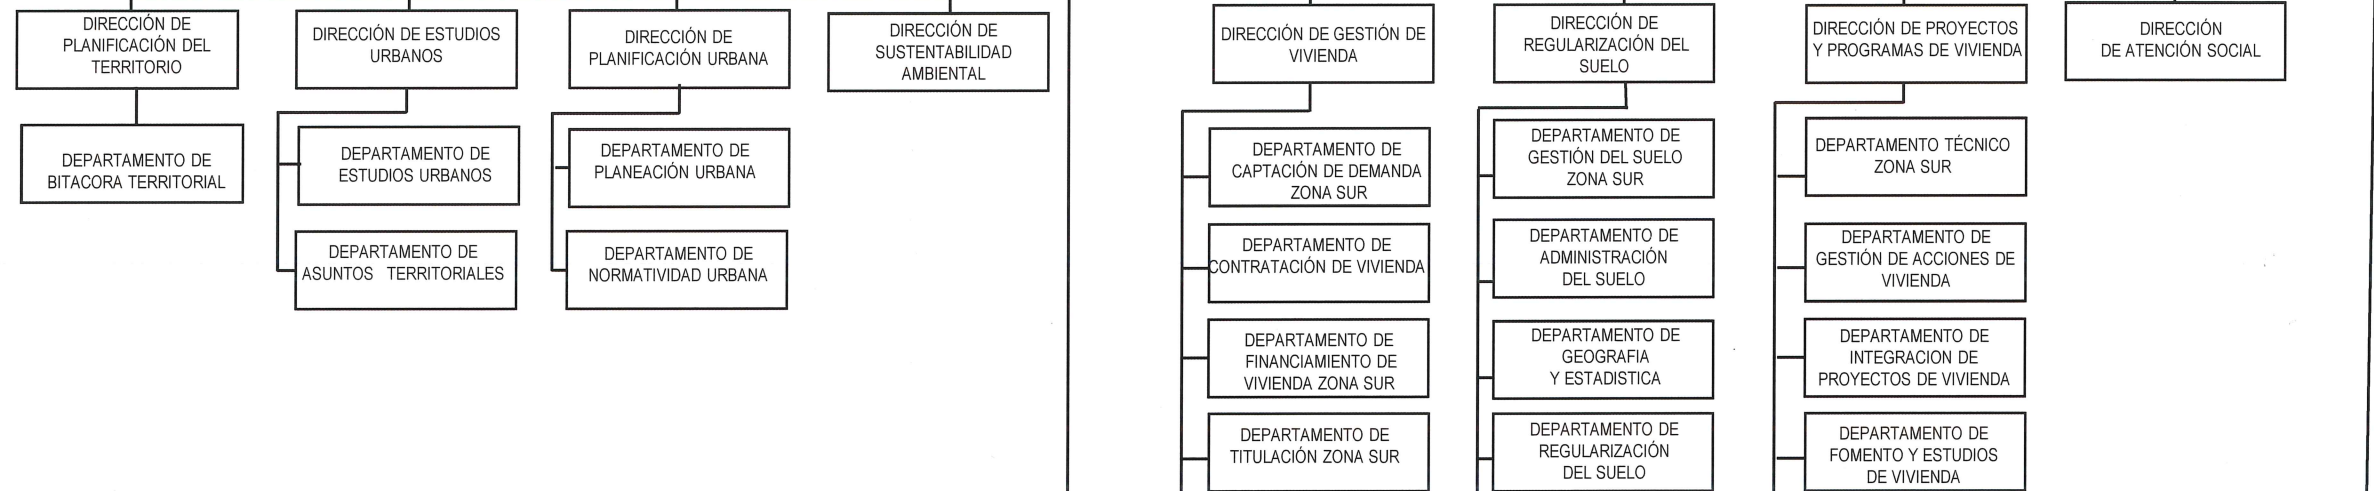 DIRECCIÓN DE
PLANIFICACIÓN DEL
TERRITORIO
DIRECCIÓN DE ESTUDIOS
URBANOS
DIRECCIÓN DE
PLANIFICACIÓN URBANA
DIRECCIÓN DE
SUSTENTABILIDAD
AMBIENTAL
DIRECCIÓN DE GESTIÓN DE
VIVIENDA
DIRECCIÓN DE
REGULARIZACIÓN DEL
SUELO
DIRECCIÓN DE PROYECTOS
Y PROGRAMAS DE VIVIENDA
DIRECCIÓN
DE ATENCIÓN SOCIAL
DEPARTAMENTO DE
BITACORA TERRITORIAL
DEPARTAMENTO DE
ESTUDIOS URBANOS
DEPARTAMENTO DE
PLANEACIÓN URBANA
DEPARTAMENTO DE
CAPTACIÓN DE DEMANDA
ZONA SUR
DEPARTAMENTO DE
GESTIÓN DEL SUELO
ZONA SUR
DEPARTAMENTO TÉCNICO
ZONA SUR
DEPARTAMENTO DE
ASUNTOS TERRITORIALES
DEPARTAMENTO DE
NORMATIVIDAD URBANA
DEPARTAMENTO DE
CONTRATACIÓN DE VIVIENDA
DEPARTAMENTO DE
ADMINISTRACIÓN
DEL SUELO
DEPARTAMENTO DE
GESTIÓN DE ACCIONES DE
VIVIENDA
DEPARTAMENTO DE
FINANCIAMIENTO DE
VIVIENDA ZONA SUR
DEPARTAMENTO DE
GEOGRAFIA
Y ESTADISTICA
DEPARTAMENTO DE
INTEGRACION DE
PROYECTOS DE VIVIENDA
DEPARTAMENTO DE
TITULACIÓN ZONA SUR
DEPARTAMENTO DE
REGULARIZACIÓN
DEL SUELO
DEPARTAMENTO DE
FOMENTO Y ESTUDIOS
DE VIVIENDA